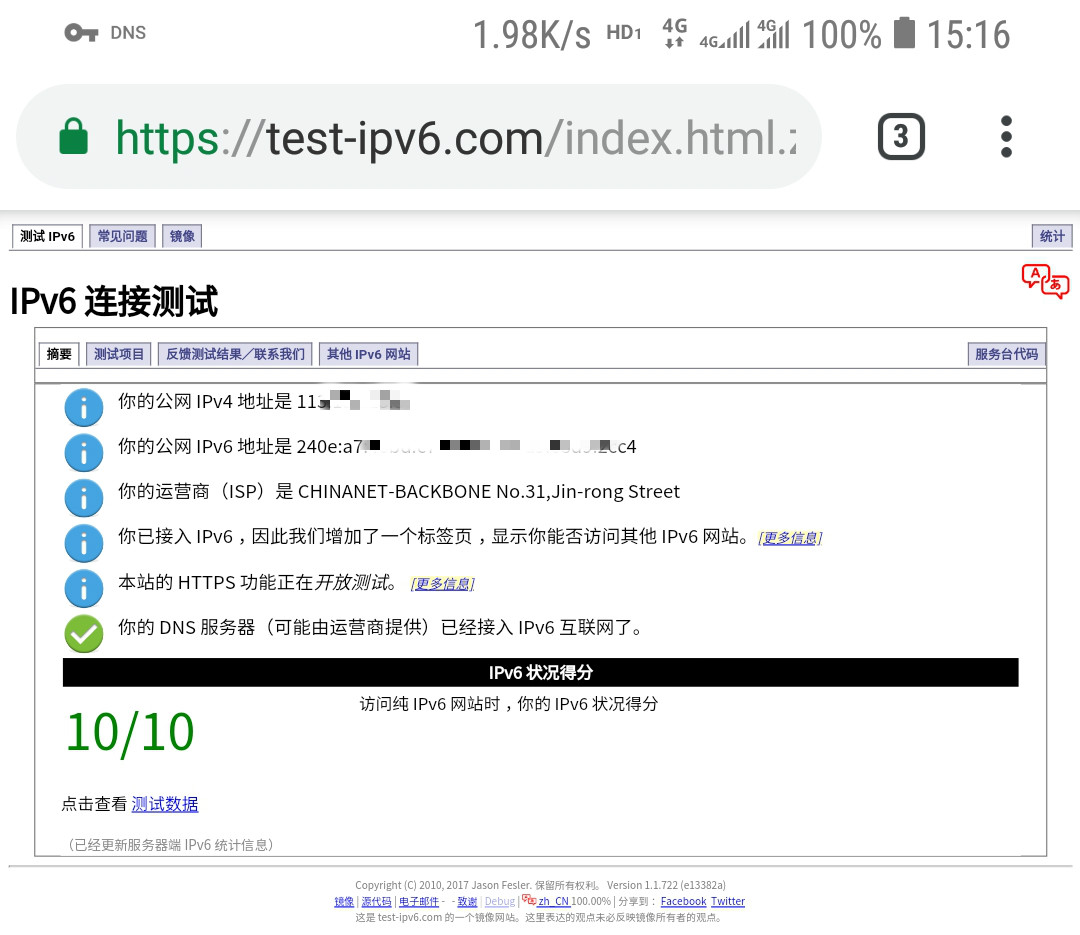 DNS 1.98K/s HD1 4G 4G 4G 100% 15:16
https://test-ipv6.com/index.html. 3
测试 IPv6 常见问题 镜像 统计
IPv6 连接测试
摘要 测试项目 反馈测试结果／联系我们 其他 IPv6 网站 服务台代码
你的公网 IPv4 地址是
你的公网 IPv6 地址是 240e:a7
你的运营商（ISP）是 CHINANET-BACKBONE No.31,Jin-rong Street
你已接入 IPv6，因此我们增加了一个标签页，显示你能否访问其他 IPv6 网站。 [更多信息]
本站的 HTTPS 功能正在开放测试。 [更多信息]
你的 DNS 服务器（可能由运营商提供）已经接入 IPv6 互联网了。
IPv6 状况得分
10/10 访问纯 IPv6 网站时，你的 IPv6 状况得分
点击查看 测试数据
（已经更新服务器端 IPv6 统计信息）
Copyright (C) 2010, 2017 Jason Fesler. 保留所有权利。 Version 1.1.722 (e13382a)
镜像 | 源代码 | 电子邮件 - - 致谢 | Debug | zh_CN 100.00% | 分享到： Facebook Twitter
这是 test-ipv6.com 的一个镜像网站。这里表达的观点未必反映镜像所有者的观点。